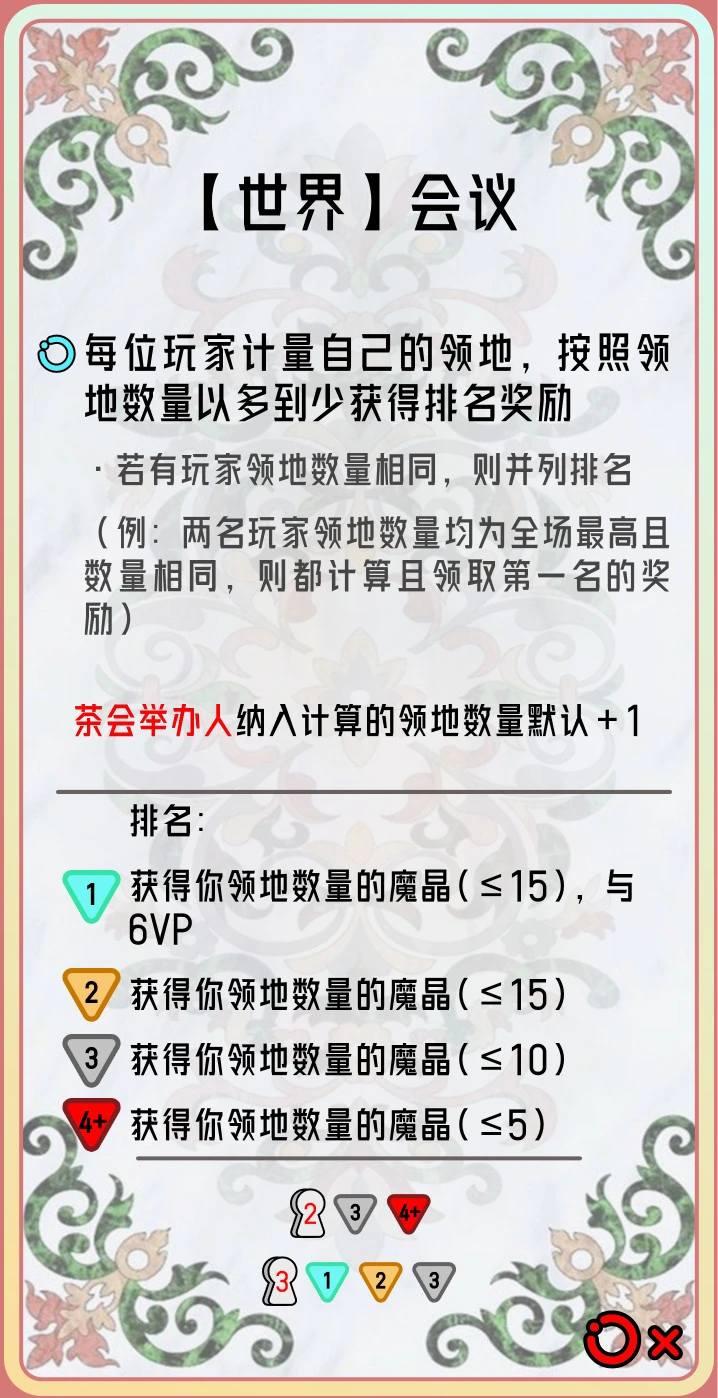 【世界】会议
每位玩家计量自己的领地，按照领
地数量以多到少获得排名奖励
·若有玩家领地数量相同，则并列排名
（例：两名玩家领地数量均为全场最高且
数量相同，则都计算且领取第一名的奖
励）
茶会举办人纳入计算的领地数量默认+1
排名：
1 获得你领地数量的魔晶(≤15)，与
6VP
2 获得你领地数量的魔晶(≤15)
3 获得你领地数量的魔晶(≤10)
4+ 获得你领地数量的魔晶(≤5)
2 3 4+
3 1 2 3